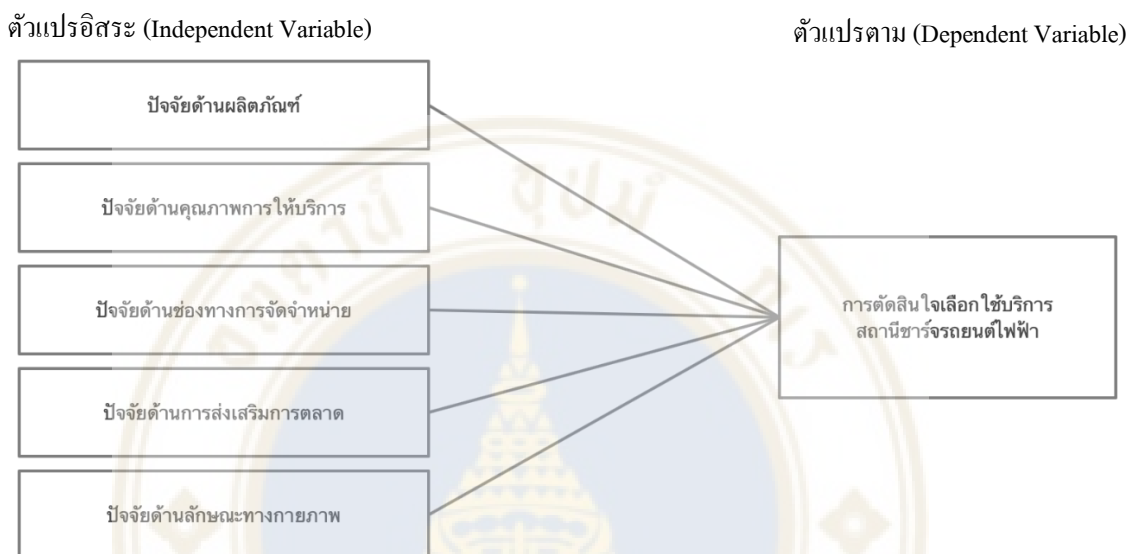 ตัวแปรอิสระ (Independent Variable)
ตัวแปรตาม (Dependent Variable)
ปัจจัยด้านผลิตภัณฑ์
ปัจจัยด้านคุณภาพการให้บริการ
ปัจจัยด้านช่องทางการจัดจำหน่าย
ปัจจัยด้านการส่งเสริมการตลาด
ปัจจัยด้านลักษณะทางกายภาพ
การตัดสินใจเลือกใช้บริการ
สถานีชาร์จรถยนต์ไฟฟ้า